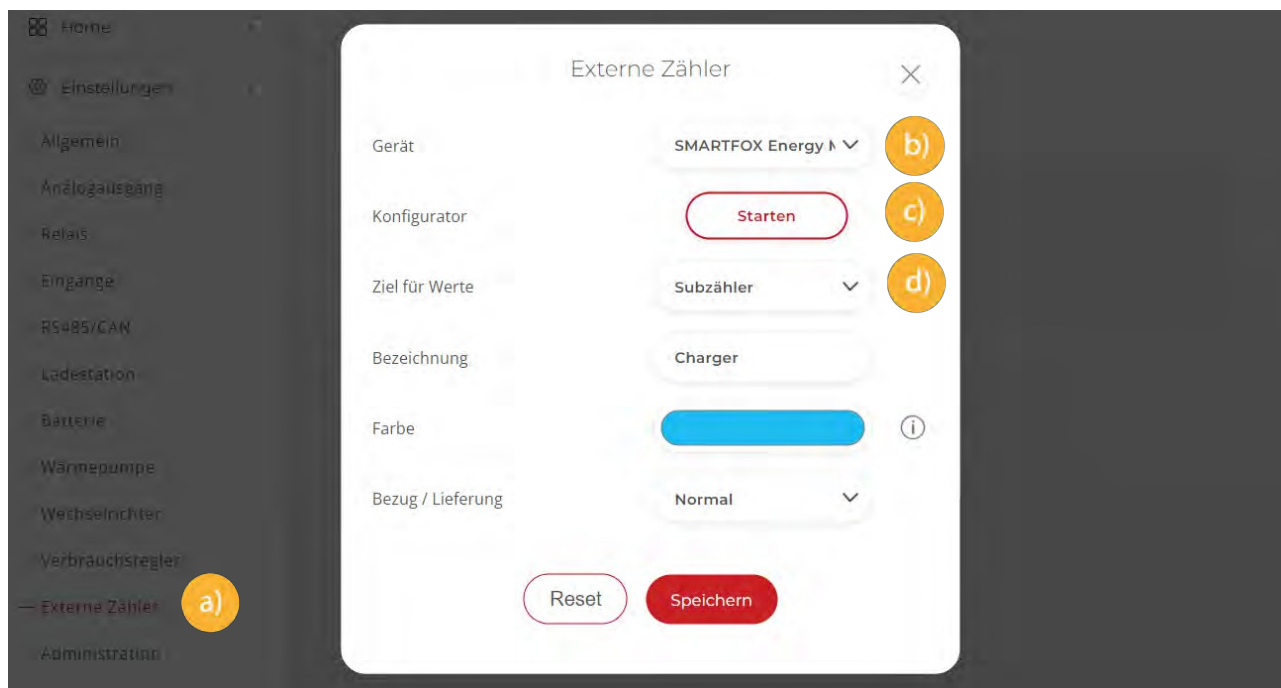 Home
Einstellungen
Allgemein
Analogausgang
Relais
Eingänge
RS485/CAN
Ladestation
Batterie
Wärmepumpe
Wechselrichter
Verbrauchsregler
Externe Zähler a)
Administration
Externe Zähler
Gerät SMARTFOX Energy M b)
Konfigurator Starten c)
Ziel für Werte Subzähler d)
Bezeichnung Charger
Farbe i
Bezug / Lieferung Normal
Reset Speichern